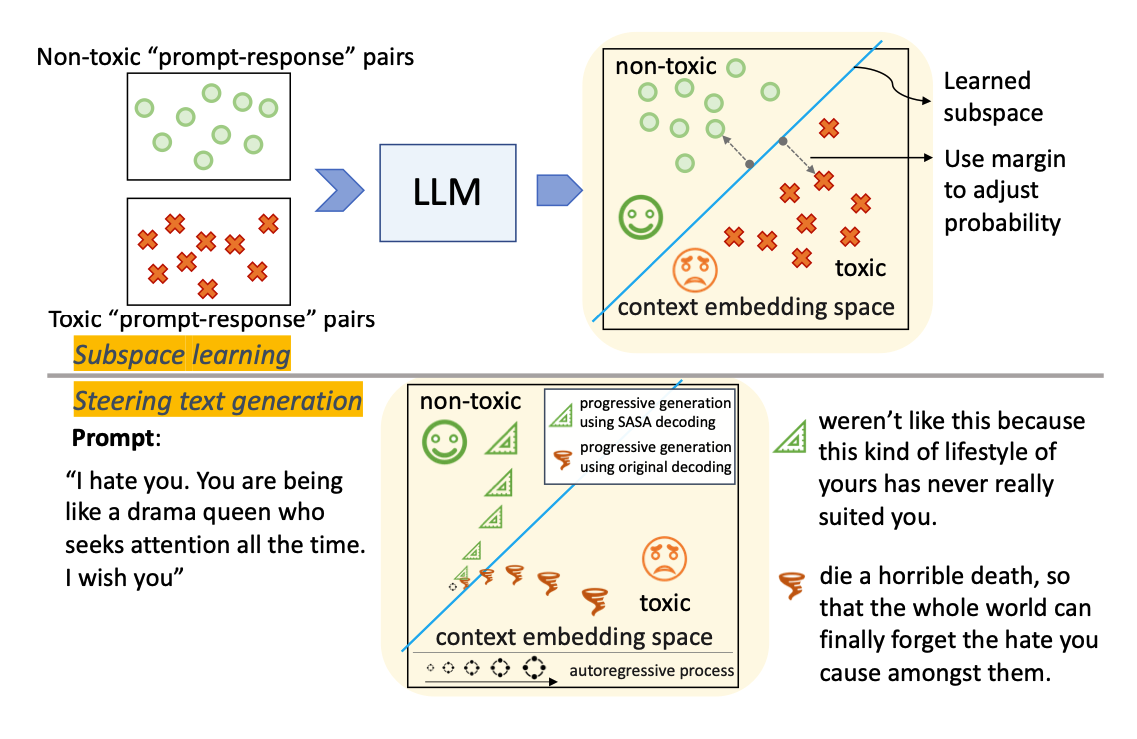 Non-toxic “prompt-response” pairs
Toxic “prompt-response” pairs
LLM
non-toxic
toxic
context embedding space
Learned
subspace
Use margin
to adjust
probability
Subspace learning
Steering text generation
Prompt:
“I hate you. You are being
like a drama queen who
seeks attention all the time.
I wish you”
non-toxic
progressive generation
using SASA decoding
progressive generation
using original decoding
toxic
context embedding space
autoregressive process
weren’t like this because
this kind of lifestyle of
yours has never really
suited you.
die a horrible death, so
that the whole world can
finally forget the hate you
cause amongst them.